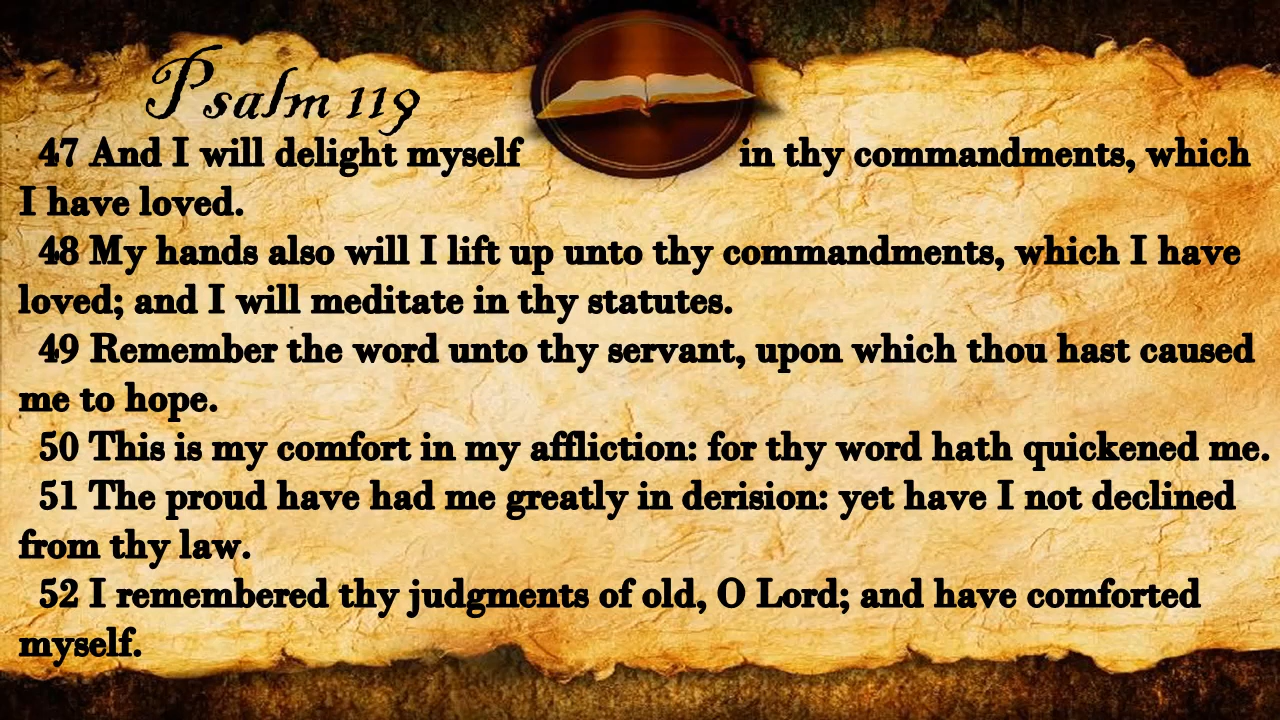 Psalm 119
47 And I will delight myself in thy commandments, which
I have loved.
48 My hands also will I lift up unto thy commandments, which I have
loved; and I will meditate in thy statutes.
49 Remember the word unto thy servant, upon which thou hast caused
me to hope.
50 This is my comfort in my affliction: for thy word hath quickened me.
51 The proud have had me greatly in derision: yet have I not declined
from thy law.
52 I remembered thy judgments of old, O Lord; and have comforted
myself.